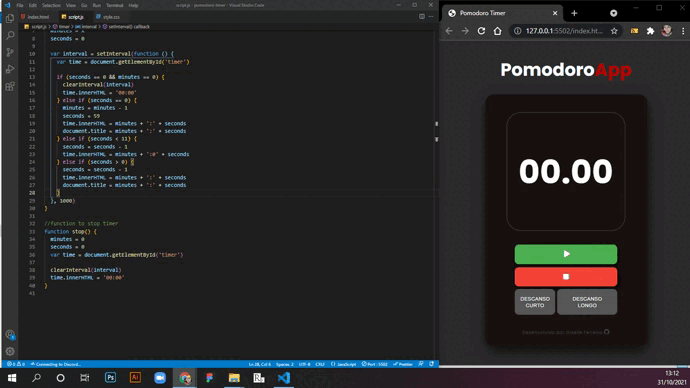 File Edit Selection View Go Run Terminal Help
script.js - pomodoro timer - Visual Studio Code
index.html
script.js
style.css
script.js > timer > interval > setInterval() callback
8
9 seconds = 0
10 var interval = setInterval(function () {
11 var time = document.getElementById('timer')
if (seconds == 0 && minutes == 0) {
clearInterval(interval)
time.innerHTML = '00:00'
} else if (seconds == 0) {
minutes = minutes - 1
seconds = 59
time.innerHTML = minutes + ':' + seconds
document.title = minutes + ':' + seconds
} else if (seconds < 11) {
seconds = seconds - 1
time.innerHTML = minutes + ':0' + seconds
} else if (seconds > 0) {
seconds = seconds - 1
time.innerHTML = minutes + ':' + seconds
document.title = minutes + ':' + seconds
}
}, 1000)
}
//function to stop timer
function stop() {
minutes = 0
seconds = 0
var time = document.getElementById('timer')
clearInterval(interval)
time.innerHTML = '00:00'
}
Connecting to Discord...
Ln 28, Col 6
Spaces: 2
UTF-8
CRLF
JavaScript
Port : 5502
Prettier
Pomodoro Timer
127.0.0.1:5502/index.ht
PomodoroApp
00.00
DESCANSO CURTO
DESCANSO LONGO
13:12
31/10/2021